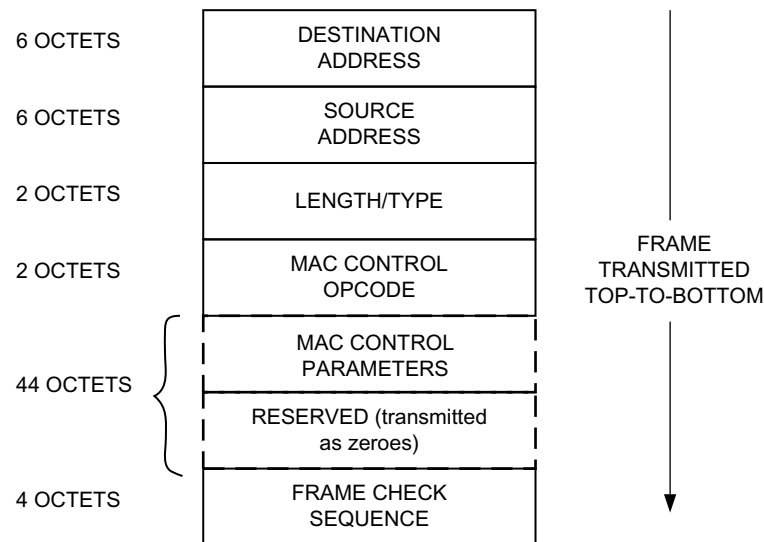 6 OCTETS
DESTINATION
ADDRESS
6 OCTETS
SOURCE
ADDRESS
2 OCTETS
LENGTH/TYPE
2 OCTETS
MAC CONTROL
OPCODE
44 OCTETS
MAC CONTROL
PARAMETERS
RESERVED (transmitted
as zeroes)
4 OCTETS
FRAME CHECK
SEQUENCE
FRAME
TRANSMITTED
TOP-TO-BOTTOM